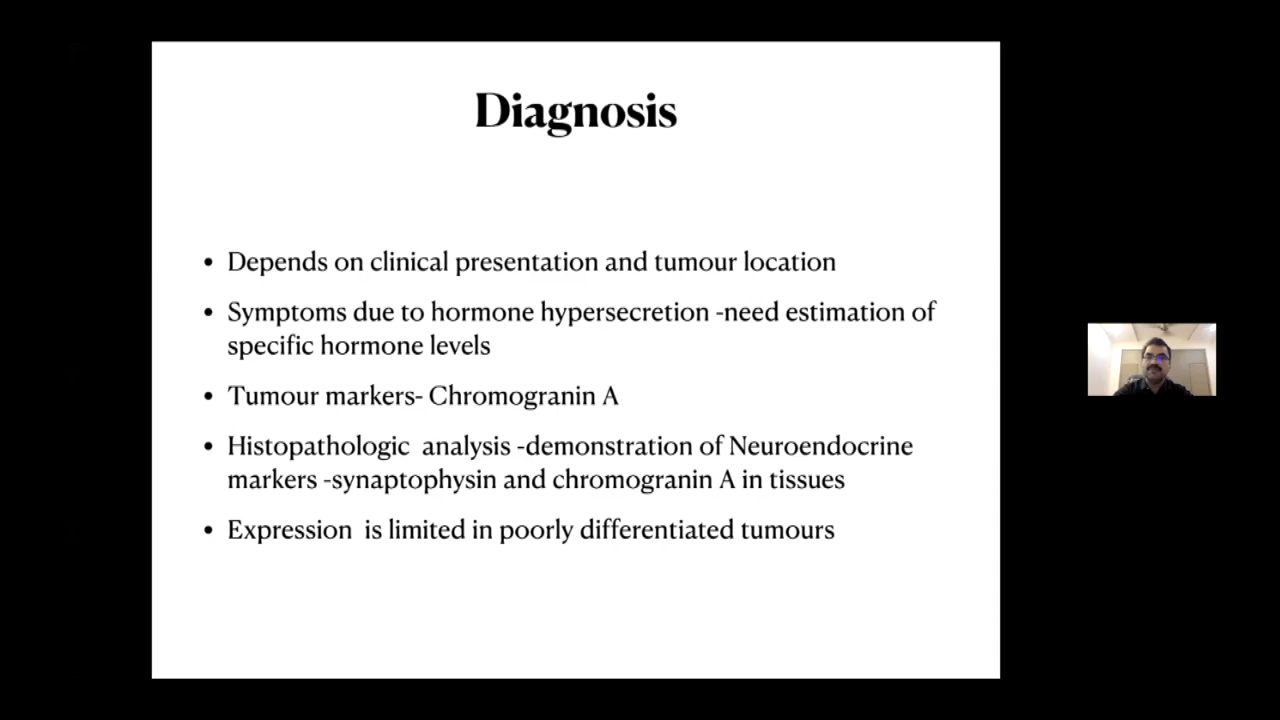 Diagnosis
• Depends on clinical presentation and tumour location
• Symptoms due to hormone hypersecretion -need estimation of
specific hormone levels
• Tumour markers- Chromogranin A
• Histopathologic  analysis -demonstration of Neuroendocrine
markers -synaptophysin and chromogranin A in tissues
• Expression  is limited in poorly differentiated tumours